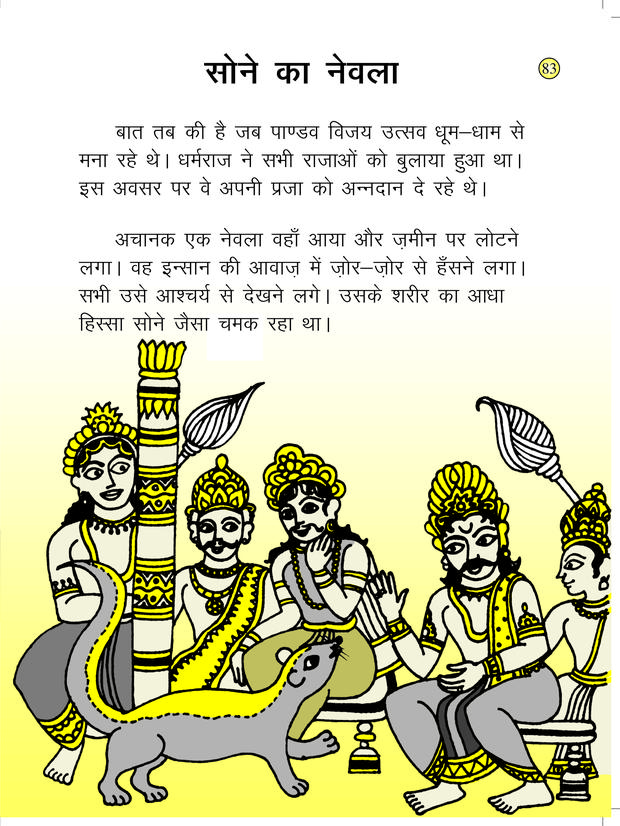 सोने का नेवला
83
बात तब की है जब पाण्डव विजय उत्सव धूम–धाम से
मना रहे थे। धर्मराज ने सभी राजाओं को बुलाया हुआ था।
इस अवसर पर वे अपनी प्रजा को अन्नदान दे रहे थे।
अचानक एक नेवला वहाँ आया और ज़मीन पर लोटने
लगा। वह इन्सान की आवाज़ में ज़ोर–ज़ोर से हँसने लगा।
सभी उसे आश्चर्य से देखने लगे। उसके शरीर का आधा
हिस्सा सोने जैसा चमक रहा था।